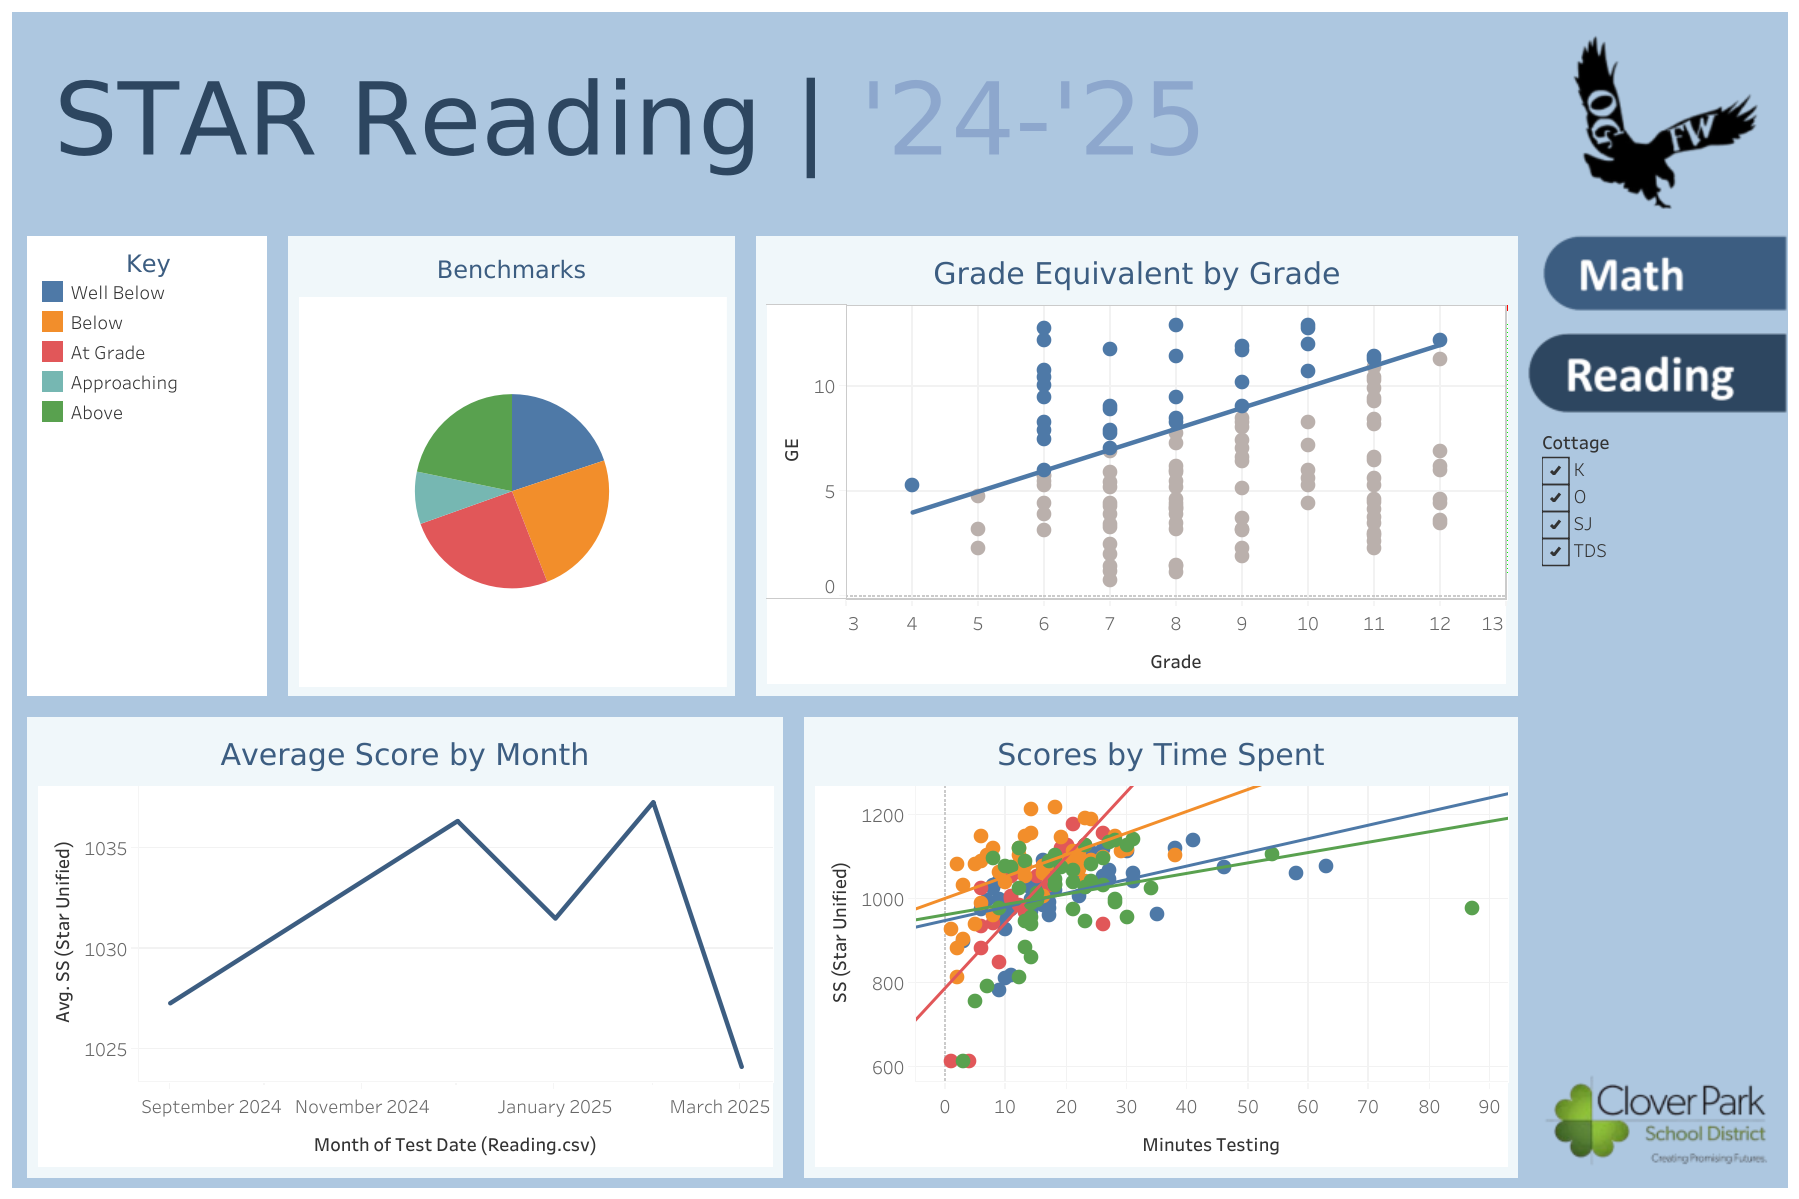 STAR Reading | '24-'25
OG FW
Key
Well Below
Below
At Grade
Approaching
Above
Benchmarks
Grade Equivalent by Grade
GE
10
5
0
3 4 5 6 7 8 9 10 11 12 13
Grade
Math
Reading
Cottage
K
O
SJ
TDS
Average Score by Month
Avg. SS (Star Unified)
1035
1030
1025
September 2024 November 2024 January 2025 March 2025
Month of Test Date (Reading.csv)
Scores by Time Spent
SS (Star Unified)
1200
1000
800
600
0 10 20 30 40 50 60 70 80 90
Minutes Testing
Clover Park
School District
Creating Promising Futures.